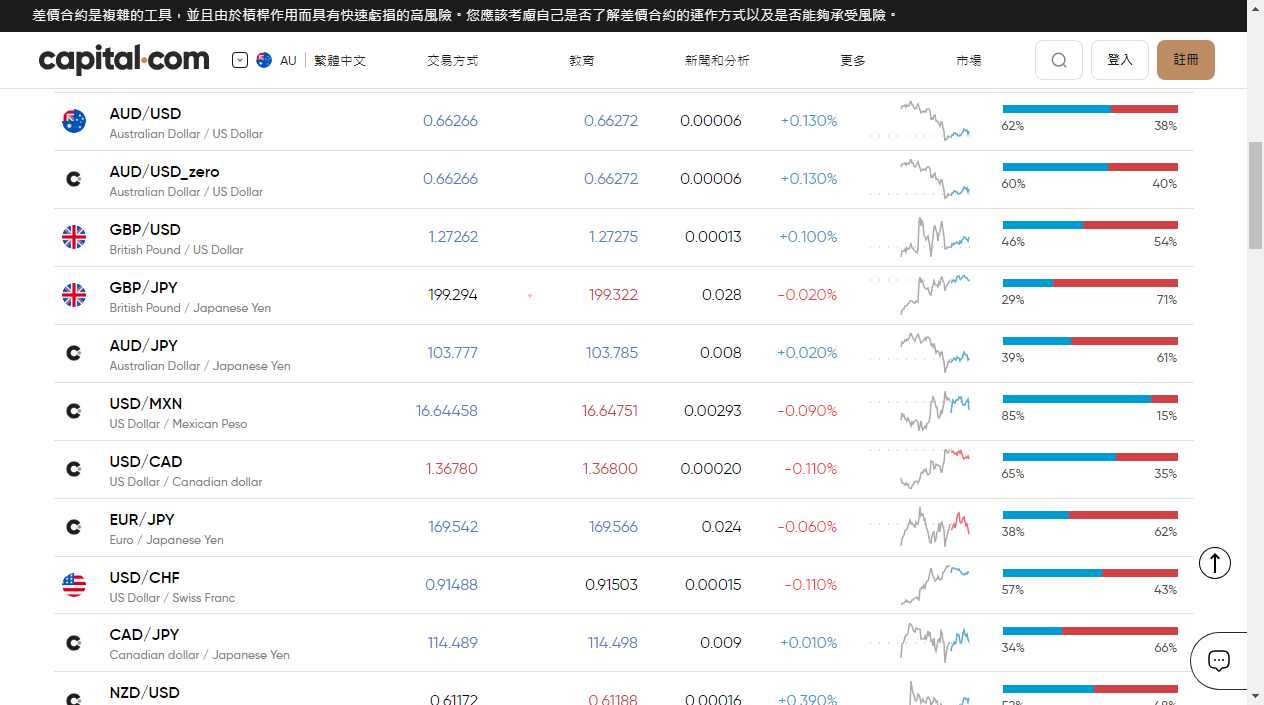 差價合約是複雜的工具，並且由於槓桿作用而具有快速虧損的高風險。您應該考慮自己是否了解差價合約的運作方式以及是否能夠承受風險。
capital.com AU 繁體中文 交易方式 教育 新聞和分析 更多 市場 登入 註冊
AUD/USD
Australian Dollar / US Dollar
0.66266 0.66272 0.00006 +0.130% 62% 38%
AUD/USD_zero
Australian Dollar / US Dollar
0.66266 0.66272 0.00006 +0.130% 60% 40%
GBP/USD
British Pound / US Dollar
1.27262 1.27275 0.00013 +0.100% 46% 54%
GBP/JPY
British Pound / Japanese Yen
199.294 199.322 0.028 -0.020% 29% 71%
AUD/JPY
Australian Dollar / Japanese Yen
103.777 103.785 0.008 +0.020% 39% 61%
USD/MXN
US Dollar / Mexican Peso
16.64458 16.64751 0.00293 -0.090% 85% 15%
USD/CAD
US Dollar / Canadian dollar
1.36780 1.36800 0.00020 -0.110% 65% 35%
EUR/JPY
Euro / Japanese Yen
169.542 169.566 0.024 -0.060% 38% 62%
USD/CHF
US Dollar / Swiss Franc
0.91488 0.91503 0.00015 -0.110% 57% 43%
CAD/JPY
Canadian dollar / Japanese Yen
114.489 114.498 0.009 +0.010% 34% 66%
NZD/USD
0.61172 0.61188 0.00016 +0.390%